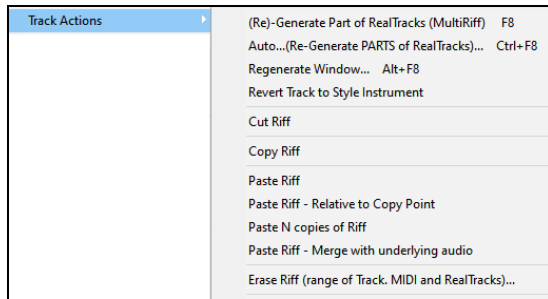 Track Actions
(Re)-Generate Part of RealTracks (MultiRiff) F8
Auto...(Re-Generate PARTS of RealTracks)... Ctrl+F8
Regenerate Window... Alt+F8
Revert Track to Style Instrument
Cut Riff
Copy Riff
Paste Riff
Paste Riff - Relative to Copy Point
Paste N copies of Riff
Paste Riff - Merge with underlying audio
Erase Riff (range of Track. MIDI and RealTracks)...